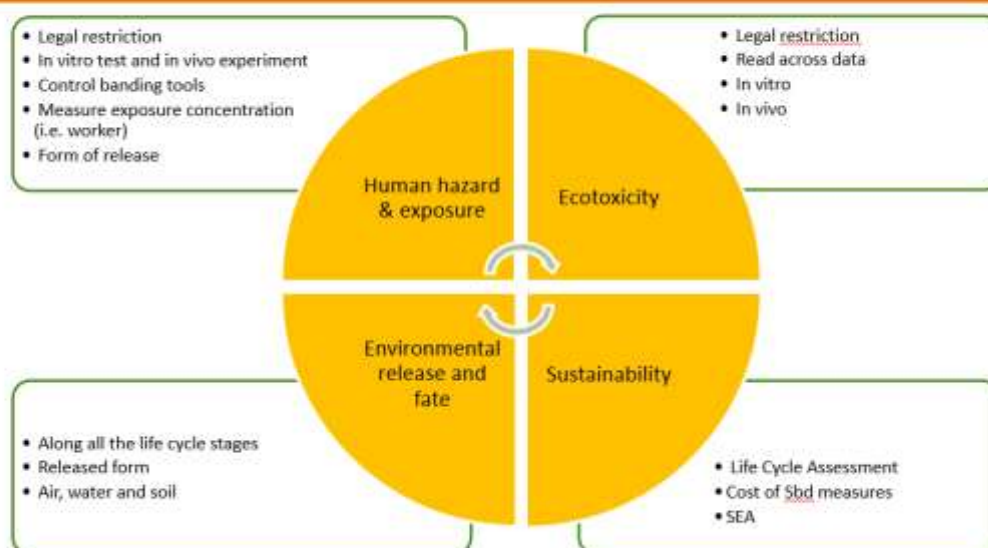 • Legal restriction
• In vitro test and in vivo experiment
• Control banding tools
• Measure exposure concentration
(i.e. worker)
• Form of release
• Legal restriction
• Read across data
• In vitro
• In vivo
Human hazard
& exposure
Ecotoxicity
Environmental
release and
fate
Sustainability
• Along all the life cycle stages
• Released form
• Air, water and soil
• Life Cycle Assessment
• Cost of Sbd measures
• SEA